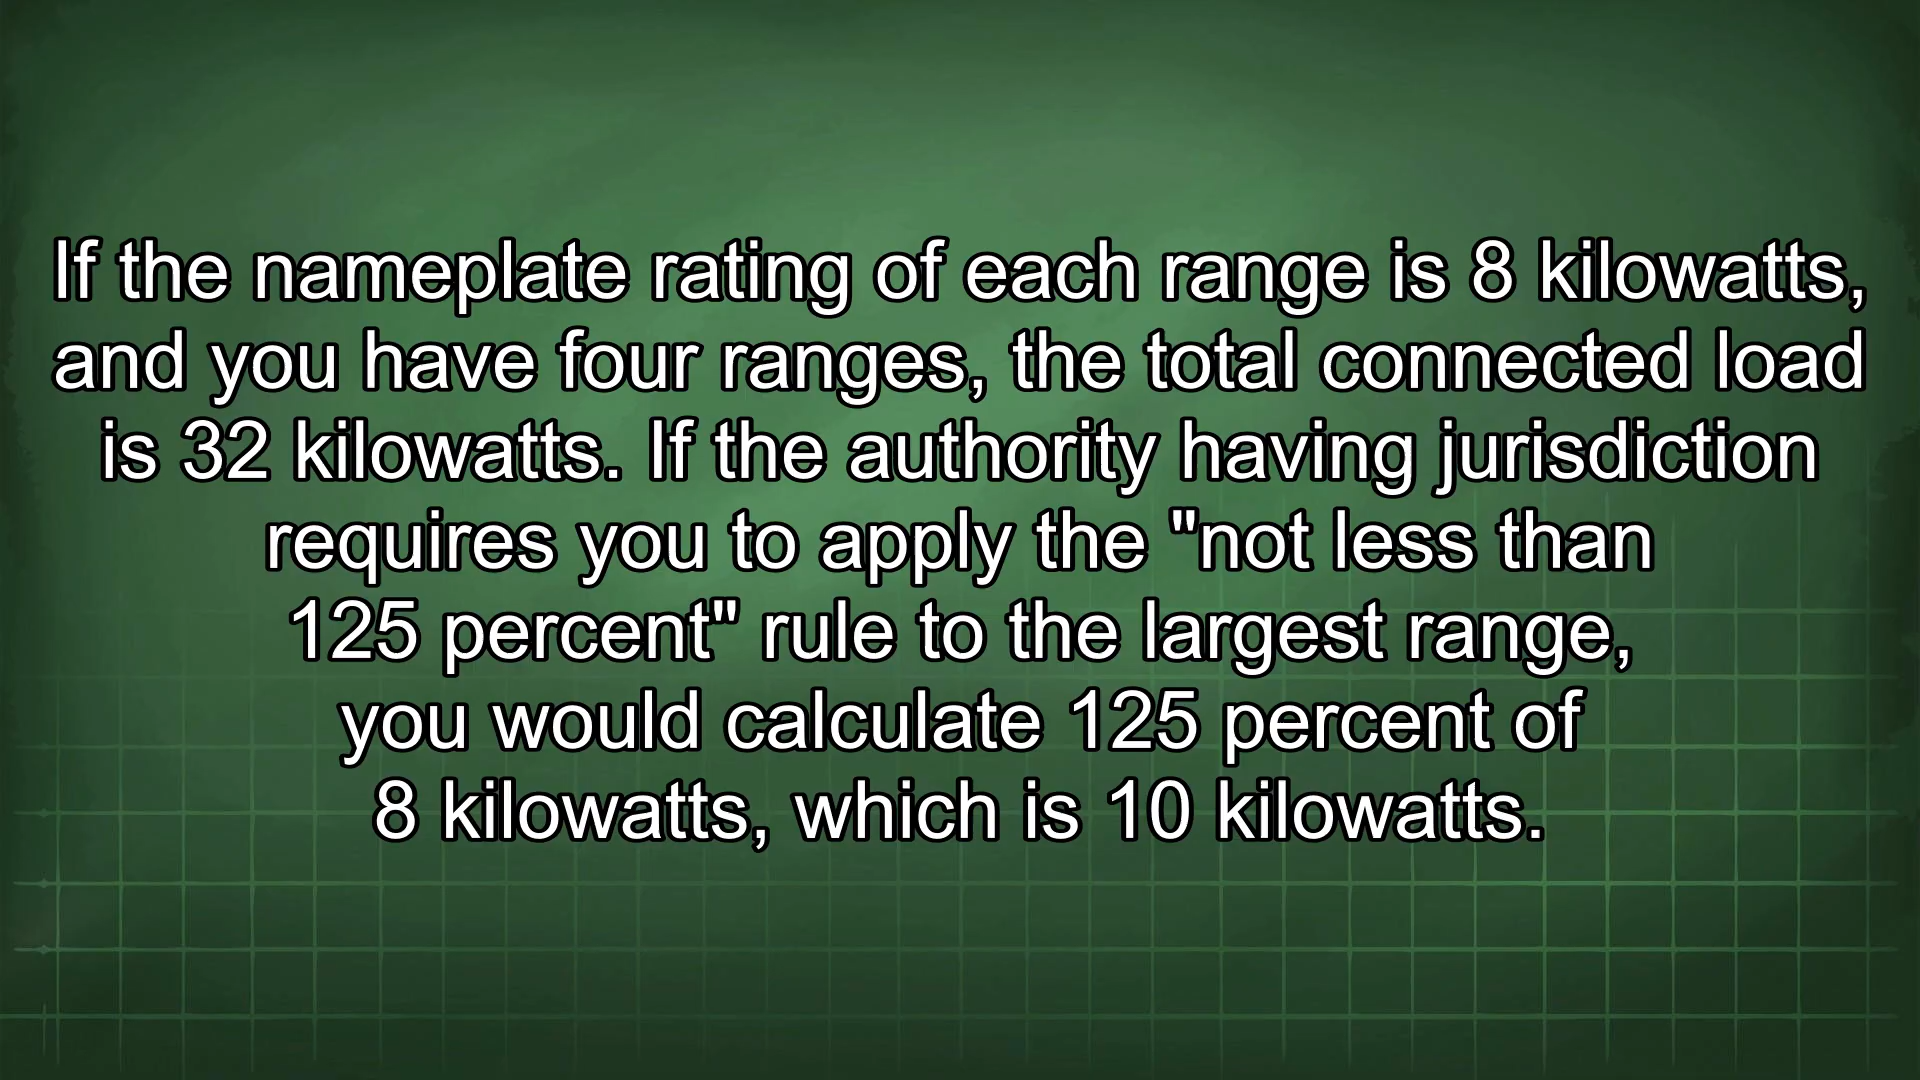 If the nameplate rating of each range is 8 kilowatts,
and you have four ranges, the total connected load
is 32 kilowatts. If the authority having jurisdiction
requires you to apply the "not less than
125 percent" rule to the largest range,
you would calculate 125 percent of
8 kilowatts, which is 10 kilowatts.